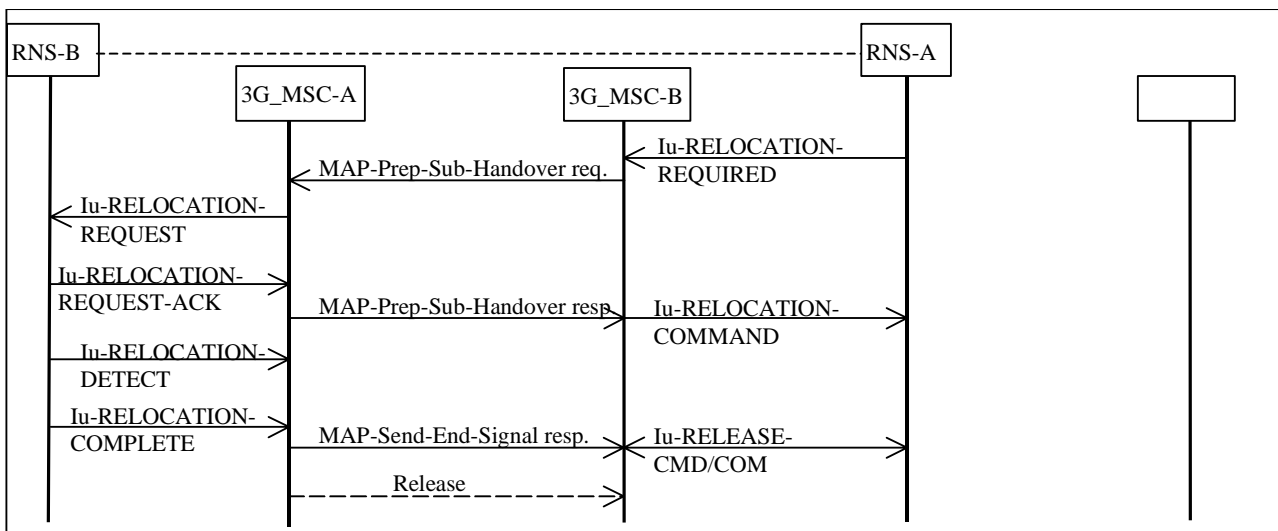 RNS-B
RNS-A
3G_MSC-A
3G_MSC-B
Iu-RELOCATION-
REQUIRED
MAP-Prep-Sub-Handover req.
Iu-RELOCATION-
REQUEST
Iu-RELOCATION-
REQUEST-ACK
MAP-Prep-Sub-Handover resp
Iu-RELOCATION-
COMMAND
Iu-RELOCATION-
DETECT
Iu-RELOCATION-
COMPLETE
MAP-Send-End-Signal resp.
Iu-RELEASE-
CMD/COM
Release